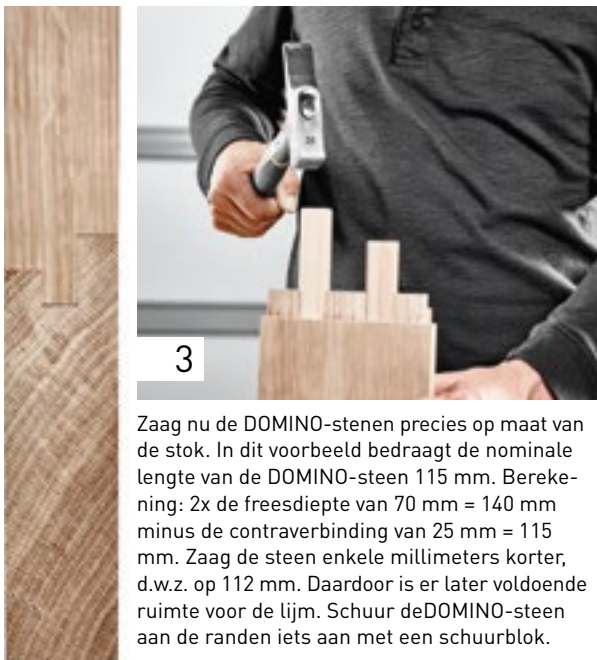 3
Zaag nu de DOMINO-stenen precies op maat van
de stok. In dit voorbeeld bedraagt de nominale
lengte van de DOMINO-steen 115 mm. Bereke-
ning: 2x de freesdiepte van 70 mm = 140 mm
minus de contraverbinding van 25 mm = 115
mm. Zaag de steen enkele millimeters korter,
d.w.z. op 112 mm. Daardoor is er later voldoende
ruimte voor de lijm. Schuur deDOMINO-steen
aan de randen iets aan met een schuurblok.